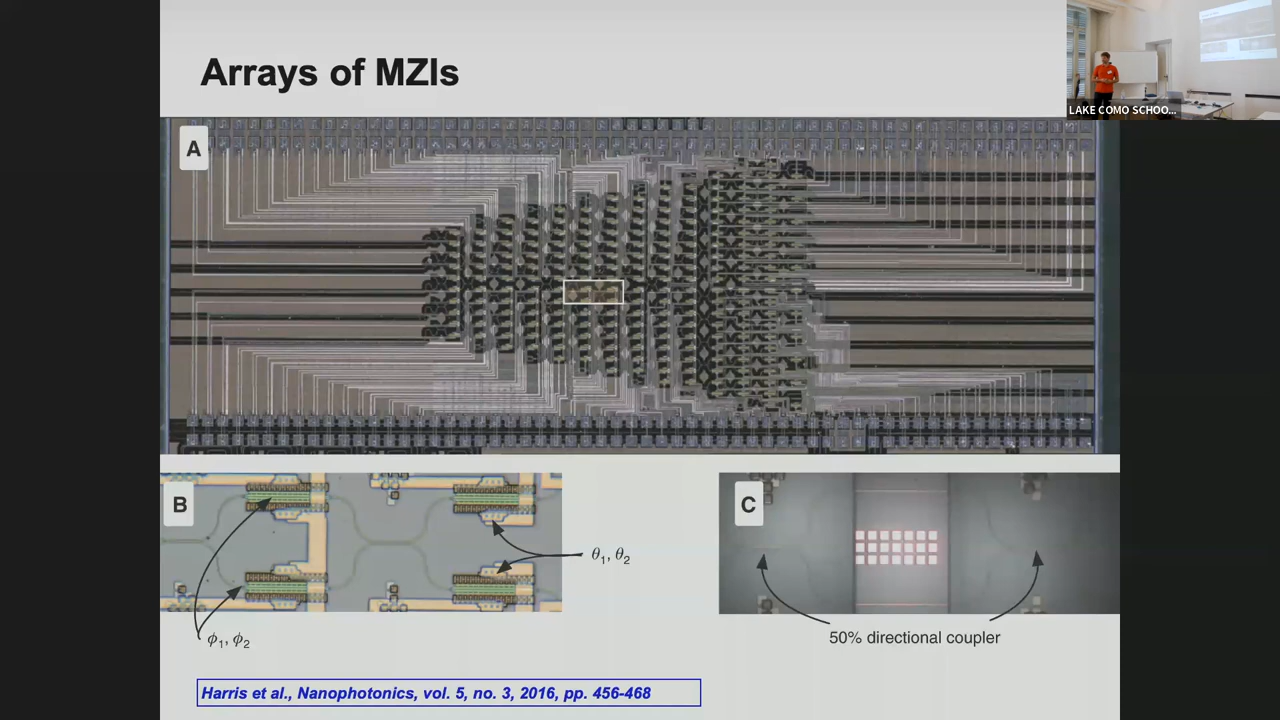 Arrays of MZIs
LAKE COMO SCHOO...
A
B
C
θ1, θ2
ϕ1, ϕ2
50% directional coupler
Harris et al., Nanophotonics, vol. 5, no. 3, 2016, pp. 456-468